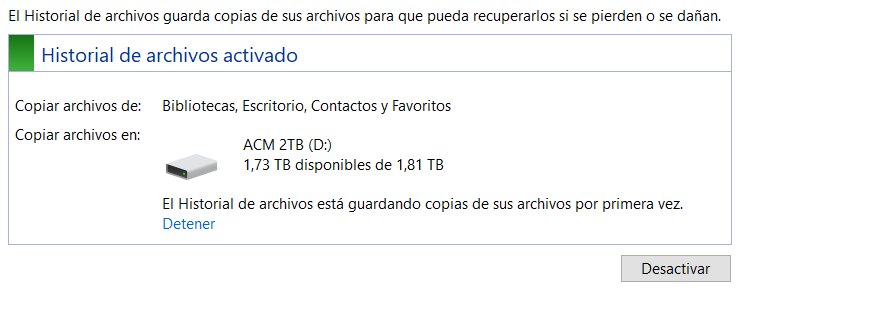 El Historial de archivos guarda copias de sus archivos para que pueda recuperarlos si se pierden o se dañan.
Historial de archivos activado
Copiar archivos de: Bibliotecas, Escritorio, Contactos y Favoritos
Copiar archivos en:
ACM 2TB (D:)
1,73 TB disponibles de 1,81 TB
El Historial de archivos está guardando copias de sus archivos por primera vez.
Detener
Desactivar